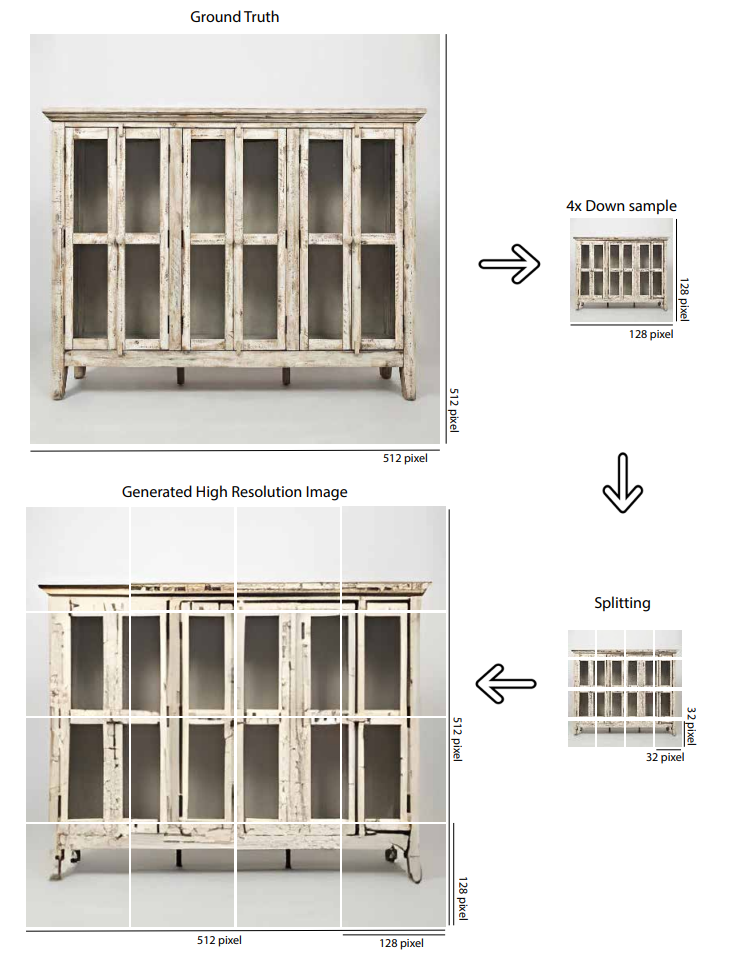 Ground Truth
512 pixel
512 pixel
4x Down sample
128 pixel
128 pixel
Splitting
32 pixel
32 pixel
Generated High Resolution Image
512 pixel
128 pixel
512 pixel
128 pixel